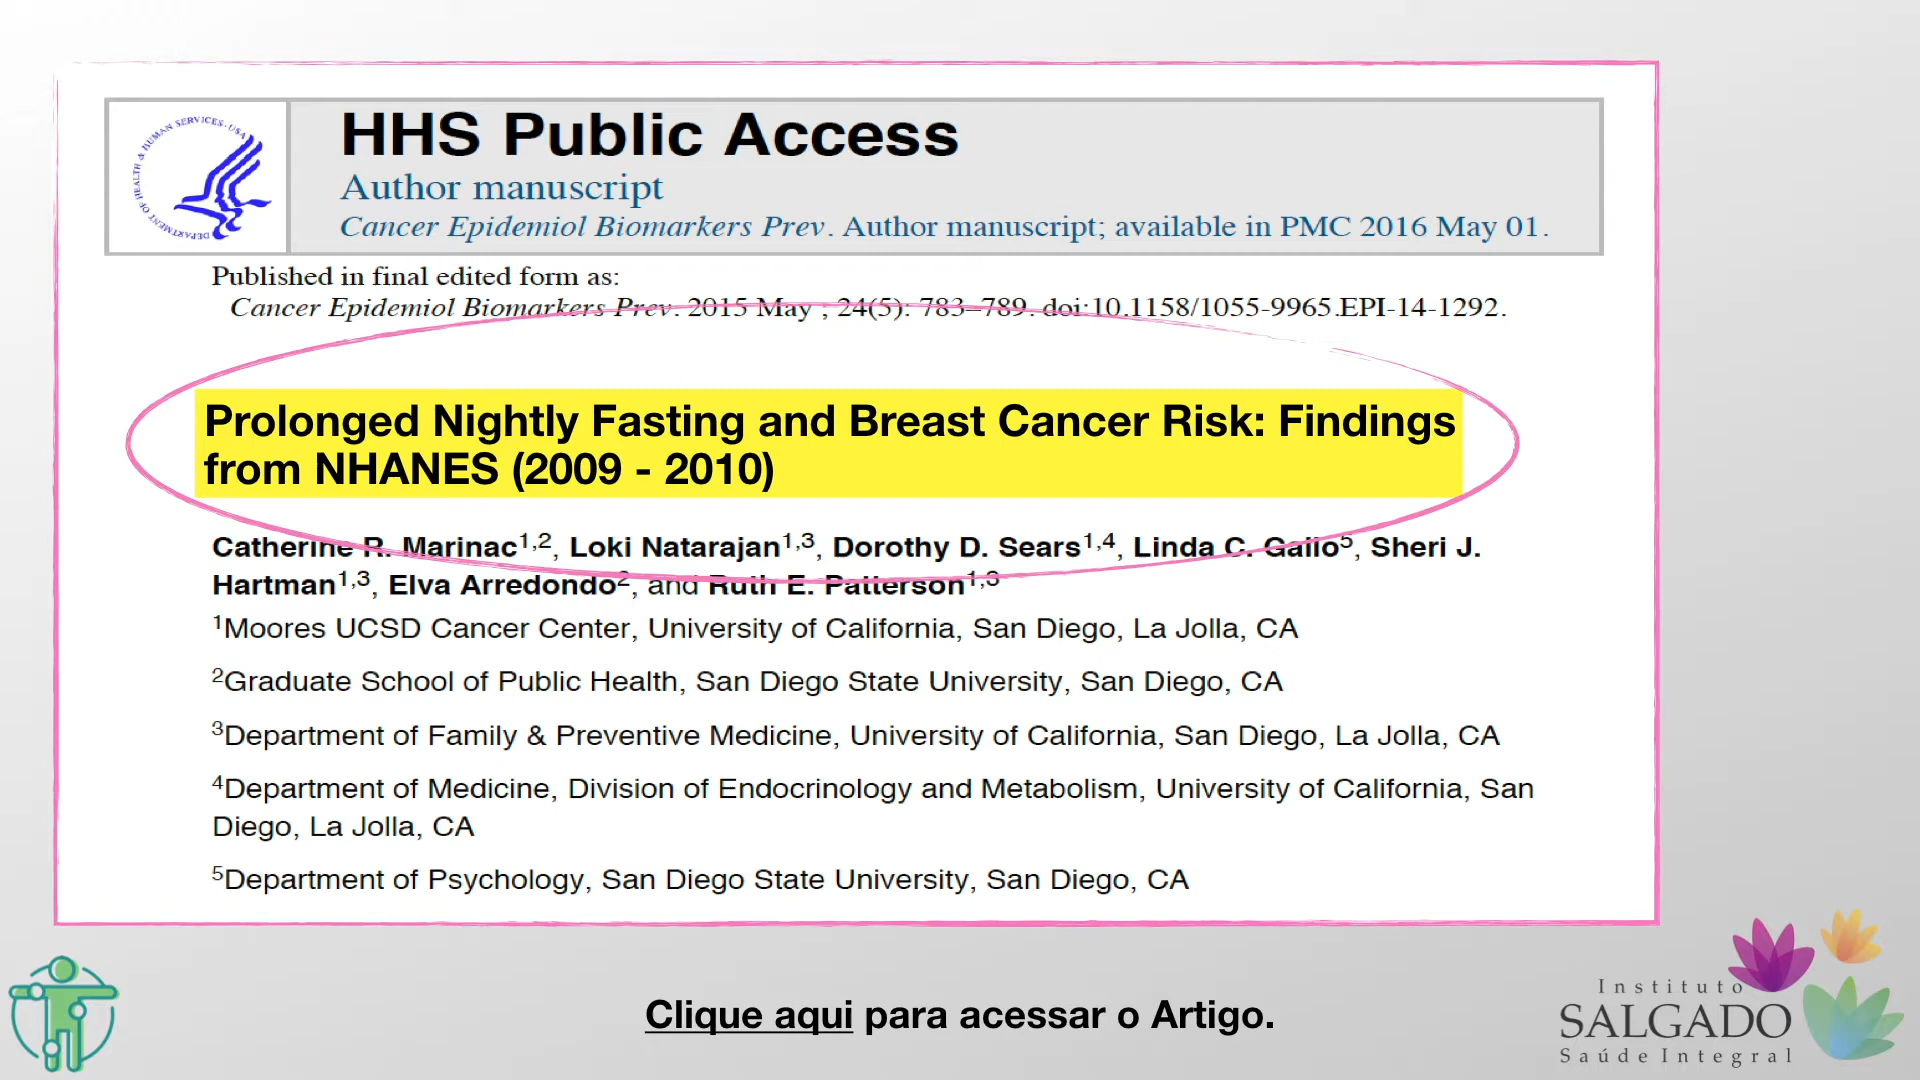 DEPARTMENT OF HEALTH & HUMAN SERVICES · USA
HHS Public Access
Author manuscript
Cancer Epidemiol Biomarkers Prev. Author manuscript; available in PMC 2016 May 01.
Published in final edited form as:
Cancer Epidemiol Biomarkers Prev. 2015 May ; 24(5): 783–789. doi:10.1158/1055-9965.EPI-14-1292.
Prolonged Nightly Fasting and Breast Cancer Risk: Findings
from NHANES (2009 - 2010)
Catherine R. Marinac1,2, Loki Natarajan1,3, Dorothy D. Sears1,4, Linda C. Gallo5, Sheri J.
Hartman1,3, Elva Arredondo2, and Ruth E. Patterson1,3
1Moores UCSD Cancer Center, University of California, San Diego, La Jolla, CA
2Graduate School of Public Health, San Diego State University, San Diego, CA
3Department of Family & Preventive Medicine, University of California, San Diego, La Jolla, CA
4Department of Medicine, Division of Endocrinology and Metabolism, University of California, San
Diego, La Jolla, CA
5Department of Psychology, San Diego State University, San Diego, CA
Clique aqui para acessar o Artigo.
Instituto
SALGADO
Saúde Integral